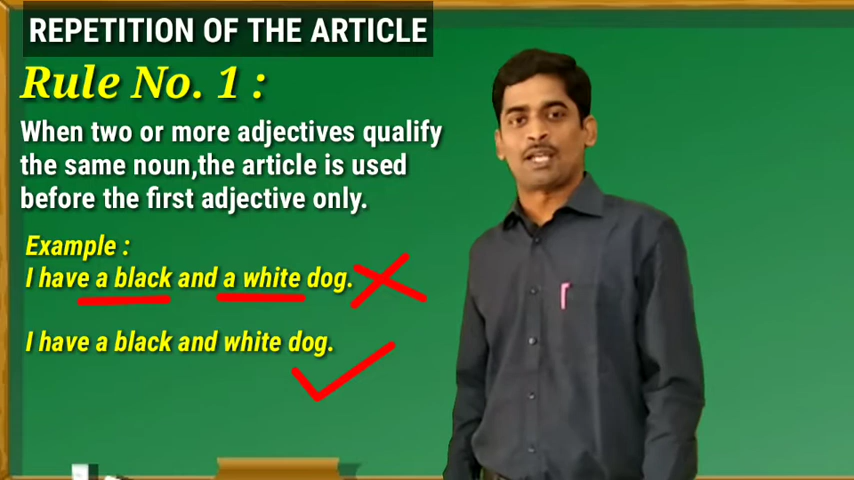 REPETITION OF THE ARTICLE
Rule No. 1 :
When two or more adjectives qualify
the same noun,the article is used
before the first adjective only.
Example :
I have a black and a white dog.
I have a black and white dog.